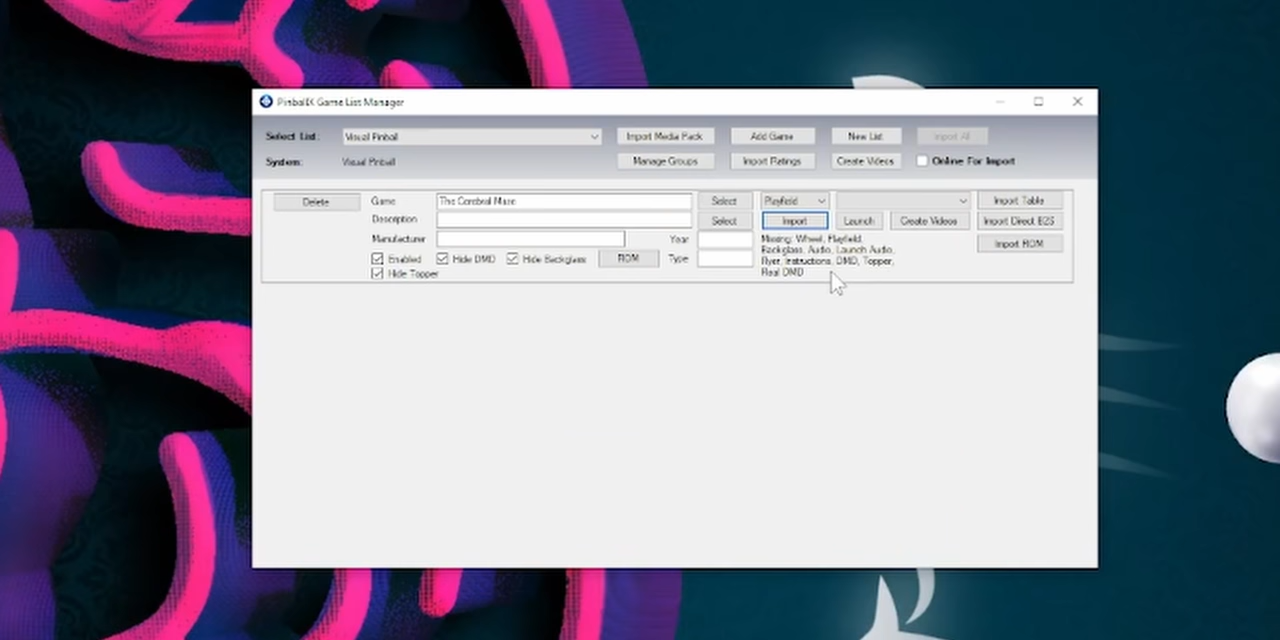 PinballX Game List Manager
Select List: Visual Pinball Import Media Pack Add Game New List Import All
System: Visual Pinball Manage Groups Import Ratings Create Videos Online For Import
Delete Game The Cerebral Maze Select Playfield Import Table
Description Select Import Launch Create Videos Import Direct B2S
Manufacturer Year Missing: Wheel, Playfield, Import ROM
Backglass, Audio, Launch Audio,
Enabled Hide DMD Hide Backglass ROM Type Flyer, Instructions, DMD, Topper,
Hide Topper Real DMD